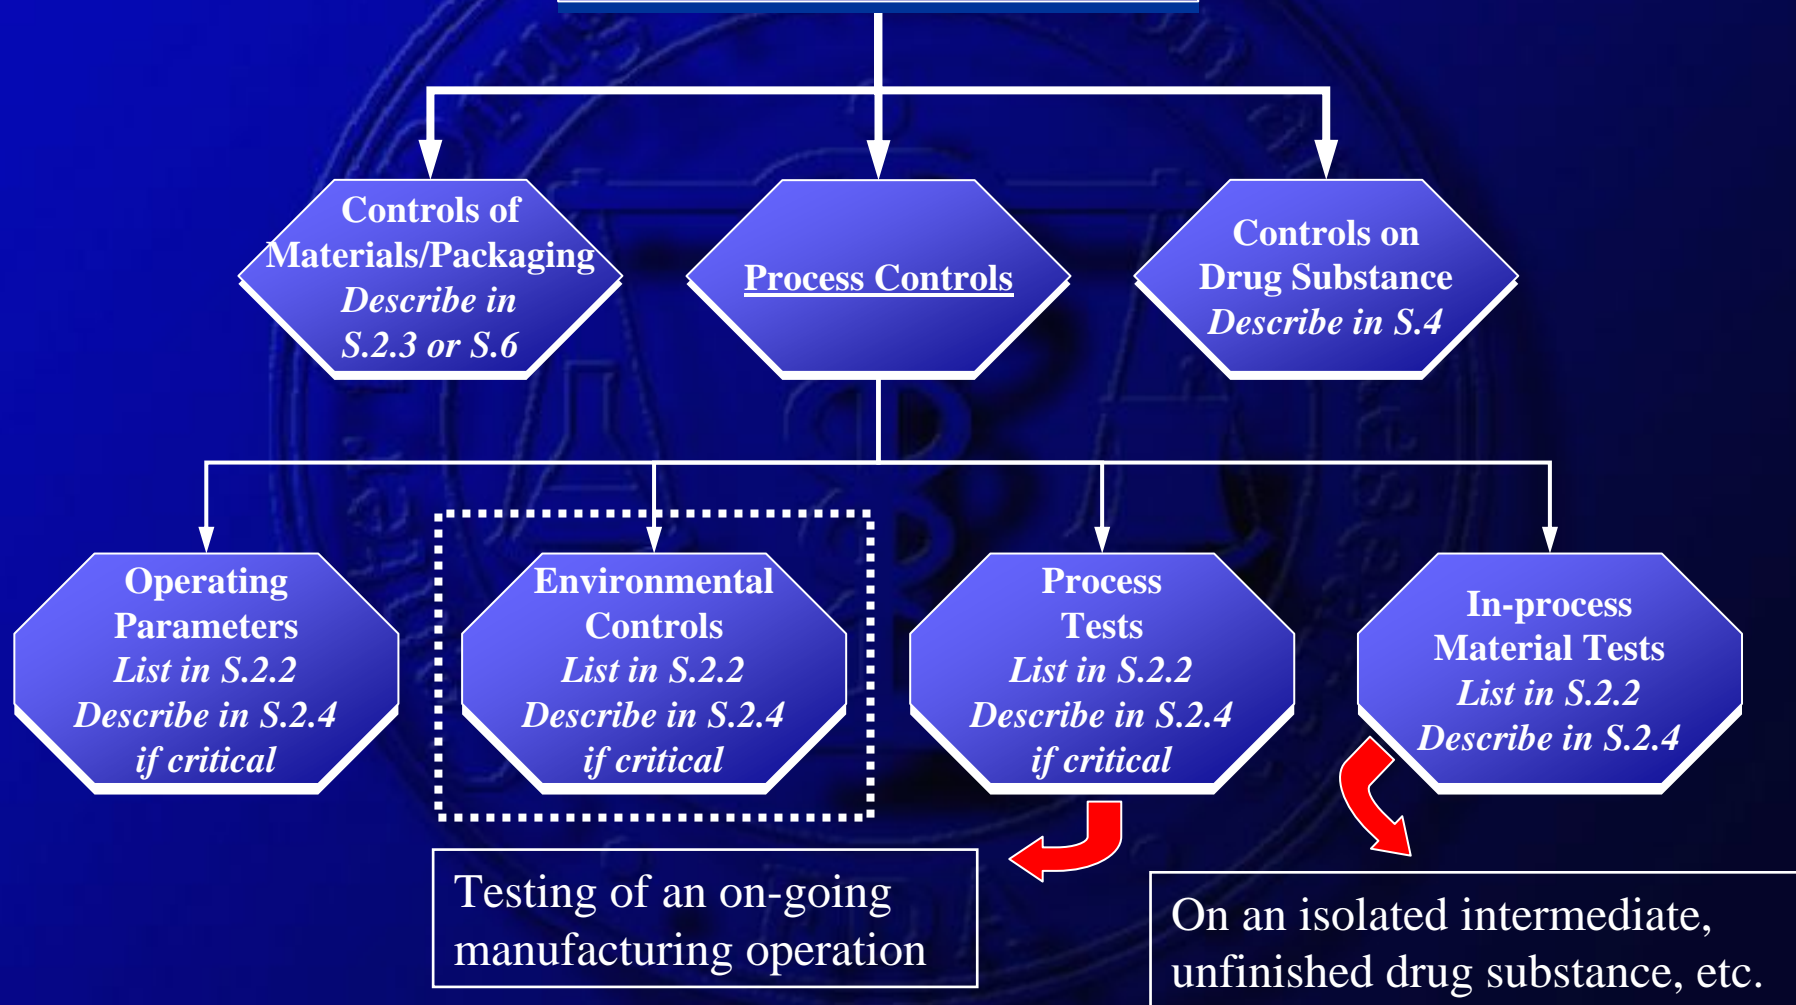 Controls of
Materials/Packaging
Describe in
S.2.3 or S.6
Process Controls
Controls on
Drug Substance
Describe in S.4
Operating
Parameters
List in S.2.2
Describe in S.2.4
if critical
Environmental
Controls
List in S.2.2
Describe in S.2.4
if critical
Process
Tests
List in S.2.2
Describe in S.2.4
if critical
In-process
Material Tests
List in S.2.2
Describe in S.2.4
Testing of an on-going
manufacturing operation
On an isolated intermediate,
unfinished drug substance, etc.